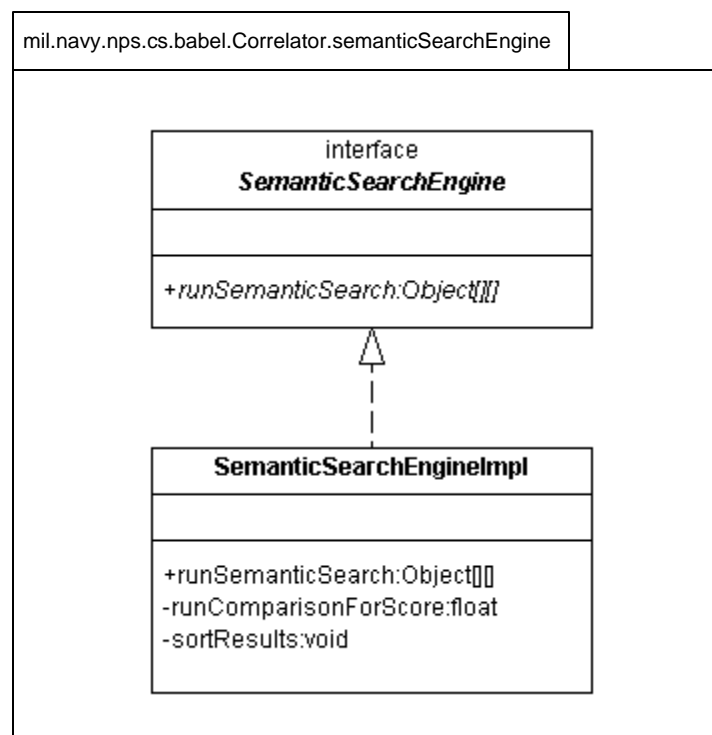 mil.navy.nps.cs.babel.Correlator.semanticSearchEngine
interface
SemanticSearchEngine
+runSemanticSearch:Object[][]
SemanticSearchEngineImpl
+runSemanticSearch:Object[][]
-runComparisonForScore:float
-sortResults:void